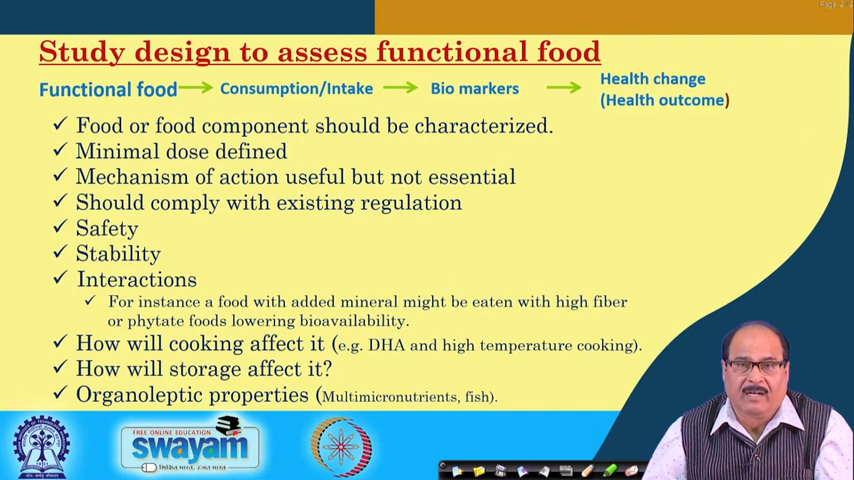 Study design to assess functional food
Functional food
Consumption/Intake
Bio markers
Health change
(Health outcome)
✓ Food or food component should be characterized.
✓ Minimal dose defined
✓ Mechanism of action useful but not essential
✓ Should comply with existing regulation
✓ Safety
✓ Stability
✓ Interactions
✓ For instance a food with added mineral might be eaten with high fiber
or phytate foods lowering bioavailability.
✓ How will cooking affect it (e.g. DHA and high temperature cooking).
✓ How will storage affect it?
✓ Organoleptic properties (Multimicronutrients, fish).
FREE ONLINE EDUCATION
swayam